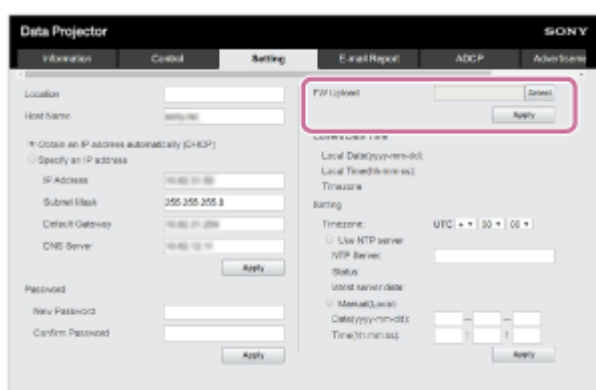 Data Projector
SONY
Information
Control
Setting
E-mail Report
ADCP
Advertiseme
Location
Host Name
Obtain an IP address automatically (DHCP)
Specify an IP address
IP Address
Subnet Mask
255.255.255.0
Default Gateway
DNS Server
Apply
Password
New Password
Confirm Password
Apply
FW Upload
Select
Apply
Current Date Time
Local Date(yyyy-mm-dd):
Local Time(hh:mm:ss):
Timezone
Setting
Timezone:
UTC + 00 : 00
Use NTP server
NTP Server:
Status:
latest server date:
Manual(Local)
Date(yyyy-mm-dd):
Time(hh:mm:ss):
Apply